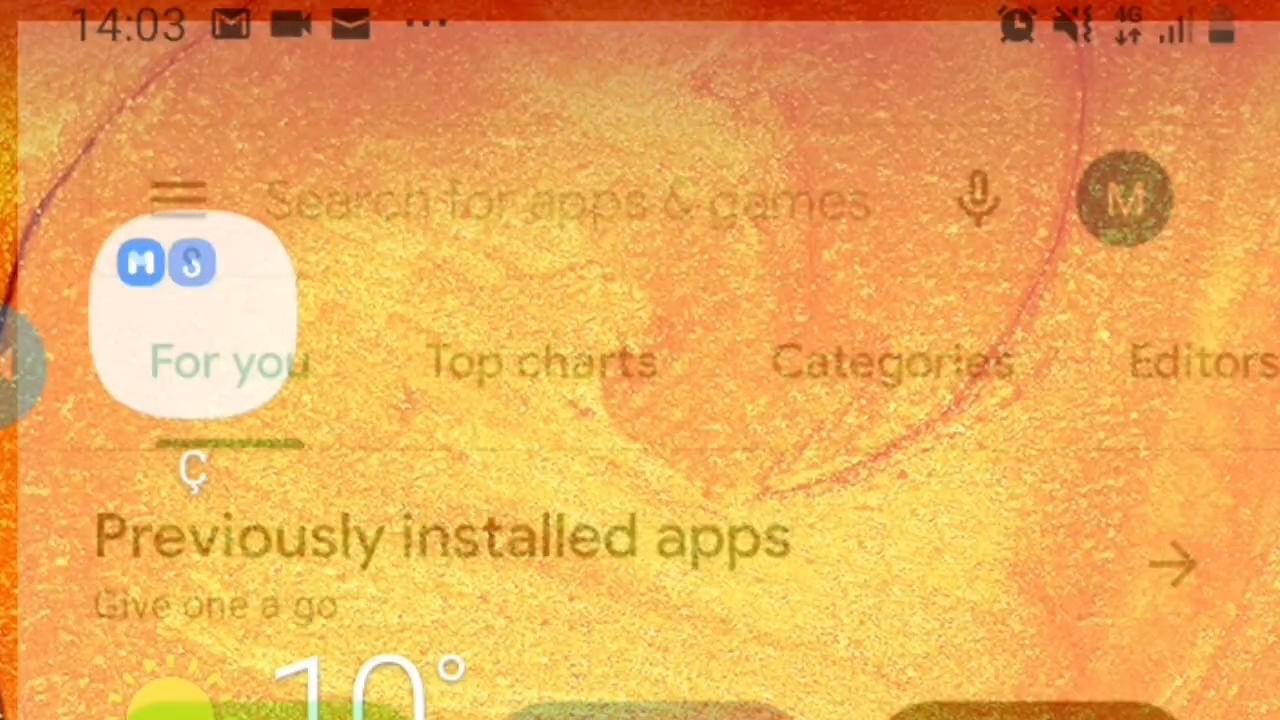 14:03 4G
Search for apps & games M
M S
For you Top charts Categories Editors
Ç
Previously installed apps
Give one a go
10°